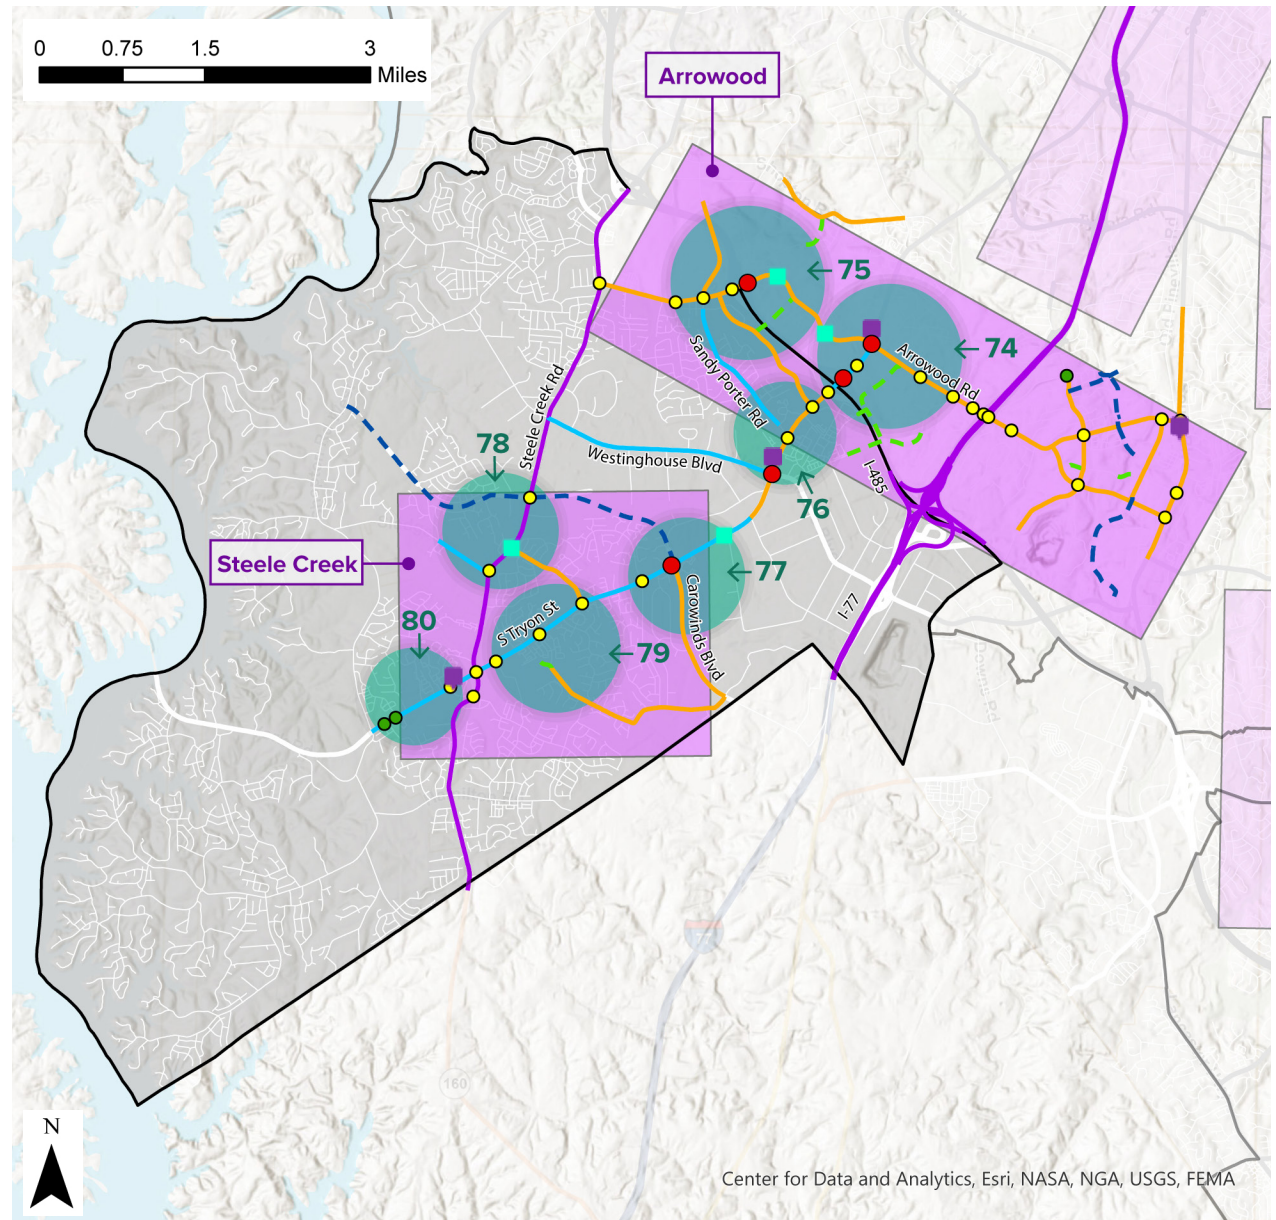 0 0.75 1.5 3
Miles
Arrowood
75
74
Arrowood Rd
Sandy Porter Rd
Steele Creek Rd
78
Westinghouse Blvd
I-485
76
Steele Creek
77
Carowinds Blvd
I-77
80
S Tryon St
79
160
N
Center for Data and Analytics, Esri, NASA, NGA, USGS, FEMA